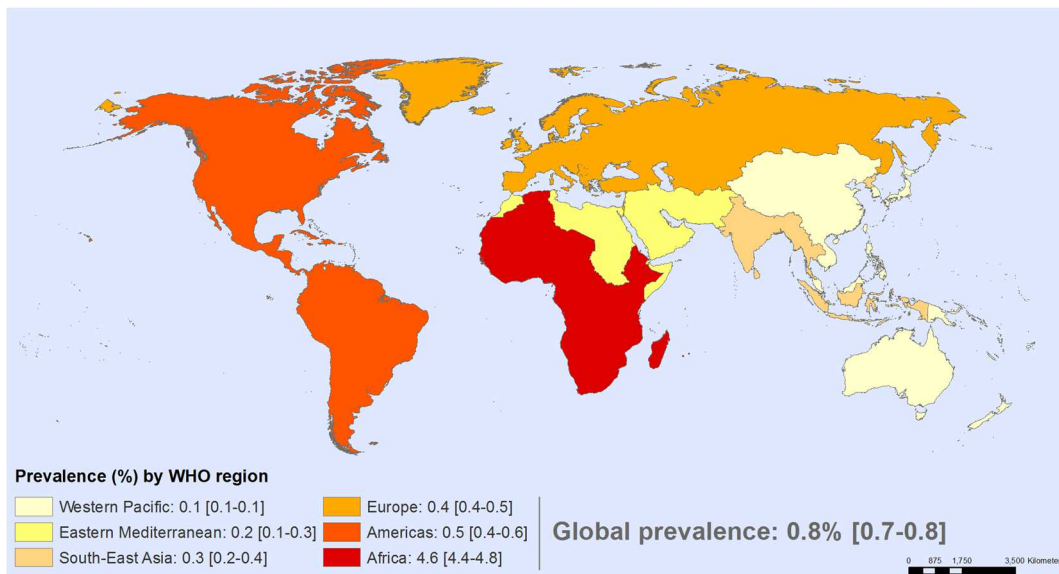 Prevalence (%) by WHO region
Western Pacific: 0.1 [0.1-0.1]
Eastern Mediterranean: 0.2 [0.1-0.3]
South-East Asia: 0.3 [0.2-0.4]
Europe: 0.4 [0.4-0.5]
Americas: 0.5 [0.4-0.6]
Africa: 4.6 [4.4-4.8]
Global prevalence: 0.8% [0.7-0.8]
0 875 1,750 3,500 Kilomete